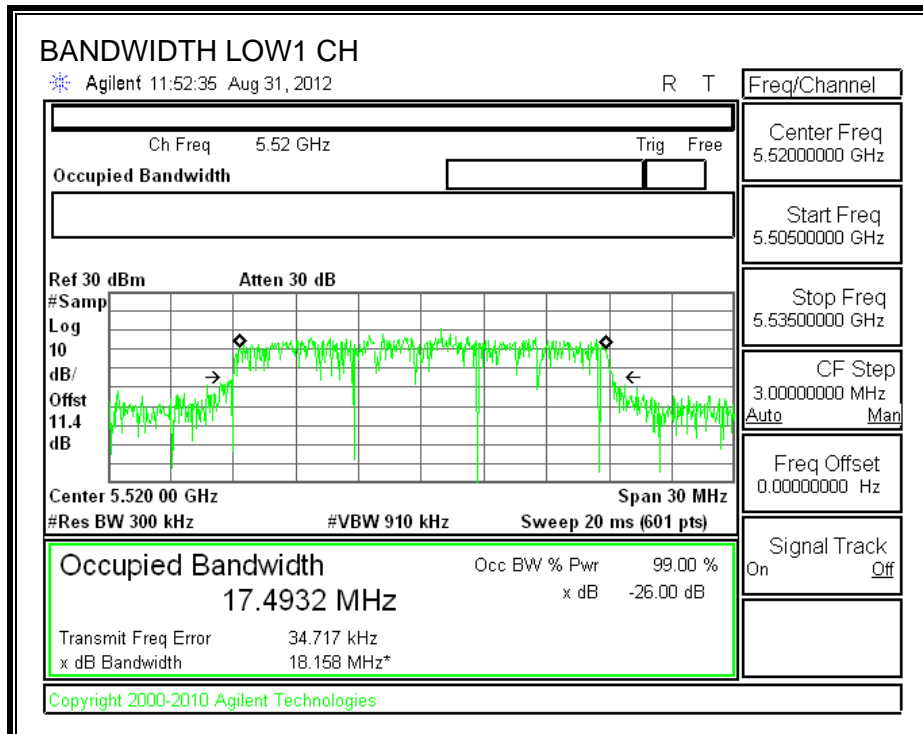 BANDWIDTH LOW1 CH
Agilent 11:52:35 Aug 31, 2012 R T
Freq/Channel
Ch Freq 5.52 GHz Trig Free
Occupied Bandwidth
Center Freq
5.52000000 GHz
Start Freq
5.50500000 GHz
Stop Freq
5.53500000 GHz
CF Step
3.00000000 MHz
Auto Man
Freq Offset
0.00000000 Hz
Signal Track
On Off
Ref 30 dBm Atten 30 dB
#Samp
Log
10
dB/
Offst
11.4
dB
Center 5.520 00 GHz Span 30 MHz
#Res BW 300 kHz #VBW 910 kHz Sweep 20 ms (601 pts)
Occupied Bandwidth Occ BW % Pwr 99.00 %
17.4932 MHz x dB -26.00 dB
Transmit Freq Error 34.717 kHz
x dB Bandwidth 18.158 MHz*
Copyright 2000-2010 Agilent Technologies